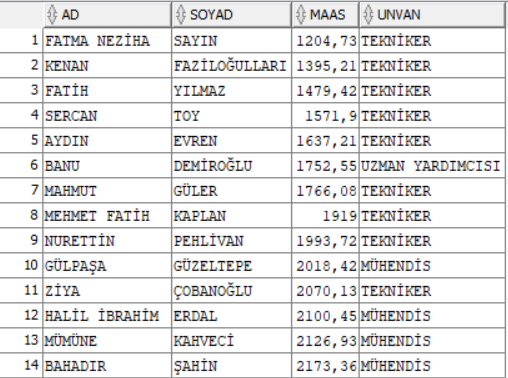 AD SOYAD MAAS UNVAN
1 FATMA NEZİHA SAYIN 1204,73 TEKNİKER
2 KENAN FAZİLOĞULLARI 1395,21 TEKNİKER
3 FATİH YILMAZ 1479,42 TEKNİKER
4 SERCAN TOY 1571,9 TEKNİKER
5 AYDIN EVREN 1637,21 TEKNİKER
6 BANU DEMİROĞLU 1752,55 UZMAN YARDIMCISI
7 MAHMUT GÜLER 1766,08 TEKNİKER
8 MEHMET FATİH KAPLAN 1919 TEKNİKER
9 NURETTİN PEHLİVAN 1993,72 TEKNİKER
10 GÜLPAŞA GÜZELTEPE 2018,42 MÜHENDİS
11 ZİYA ÇOBANOĞLU 2070,13 TEKNİKER
12 HALİL İBRAHİM ERDAL 2100,45 MÜHENDİS
13 MÜMÜNE KAHVECİ 2126,93 MÜHENDİS
14 BAHADIR ŞAHİN 2173,36 MÜHENDİS